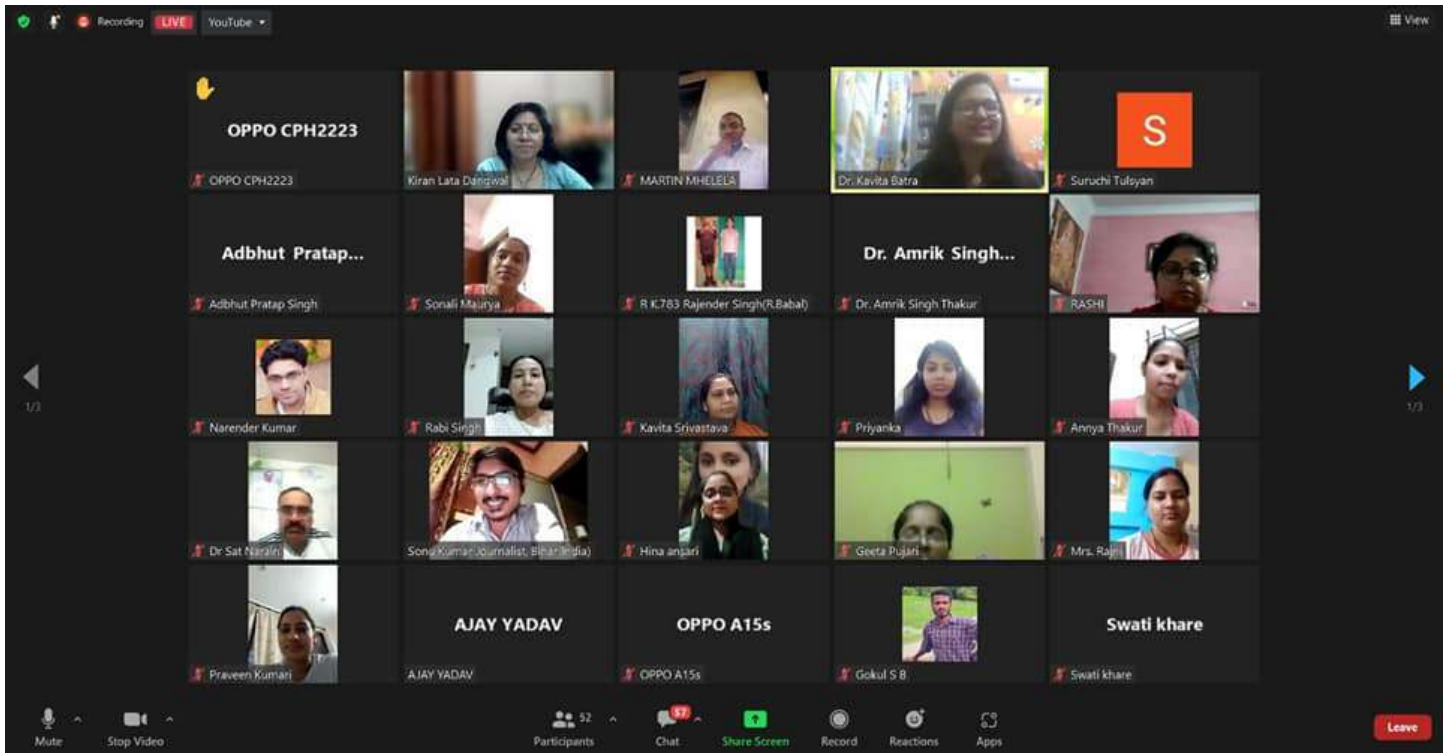 Recording LIVE YouTube
View
OPPO CPH2223
OPPO CPH2223
Kiran Lata Dangwal
MARTIN MHELELA
Dr. Kavita Batra
S
Suruchi Tulsyan
Adbhut Pratap...
Adbhut Pratap Singh
Sonali Maurya
R K.783 Rajender Singh(R.Babal)
Dr. Amrik Singh...
Dr. Amrik Singh Thakur
RASHI
Narender Kumar
Rabi Singh
Kavita Srivastava
Priyanka
Annya Thakur
Dr Sat Narain
Sonu Kumar Journalist, Bihar India)
Hina ansari
Geeta Pujari
Mrs. Rajni
Praveen Kumari
AJAY YADAV
AJAY YADAV
OPPO A15s
OPPO A15s
Gokul S B
Swati khare
Swati khare
1/3
1/3
Mute
Stop Video
52
Participants
57
Chat
Share Screen
Record
Reactions
Apps
Leave